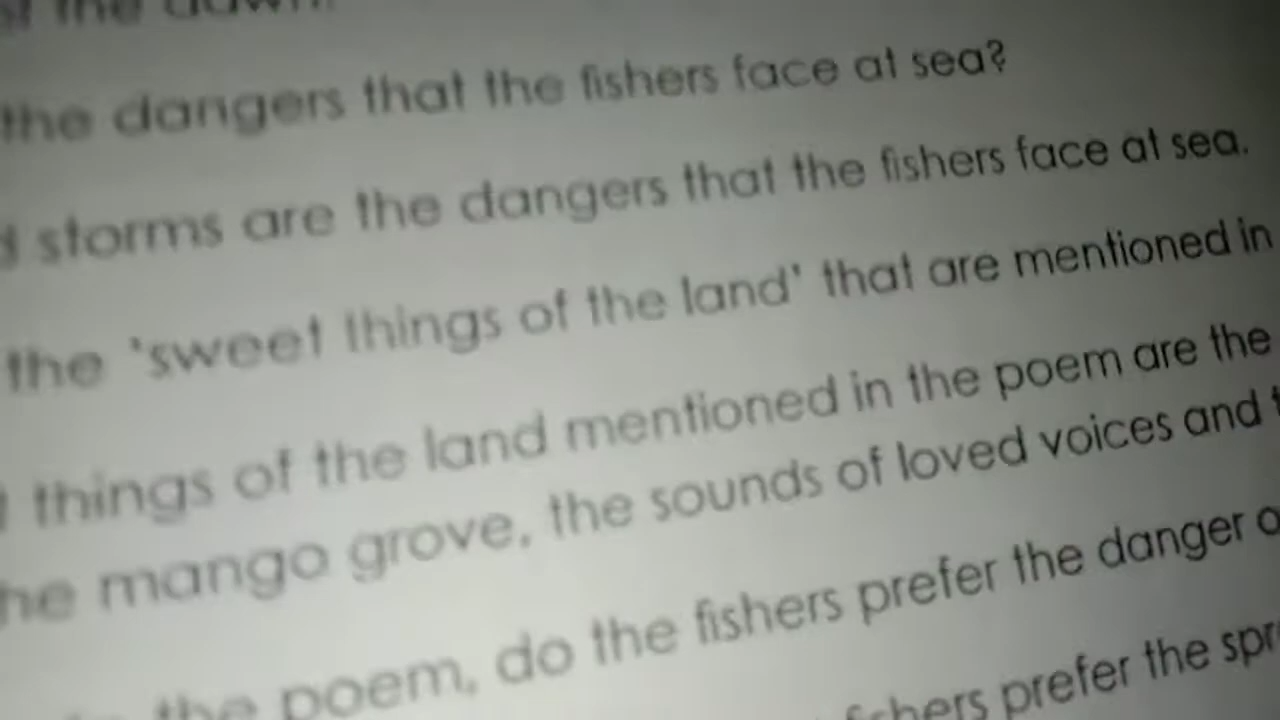 the dangers that the fishers face at sea?
storms are the dangers that the fishers face at sea.
the 'sweet things of the land' that are mentioned in
things of the land mentioned in the poem are the
mango grove, the sounds of loved voices and
the poem, do the fishers prefer the danger
prefer the